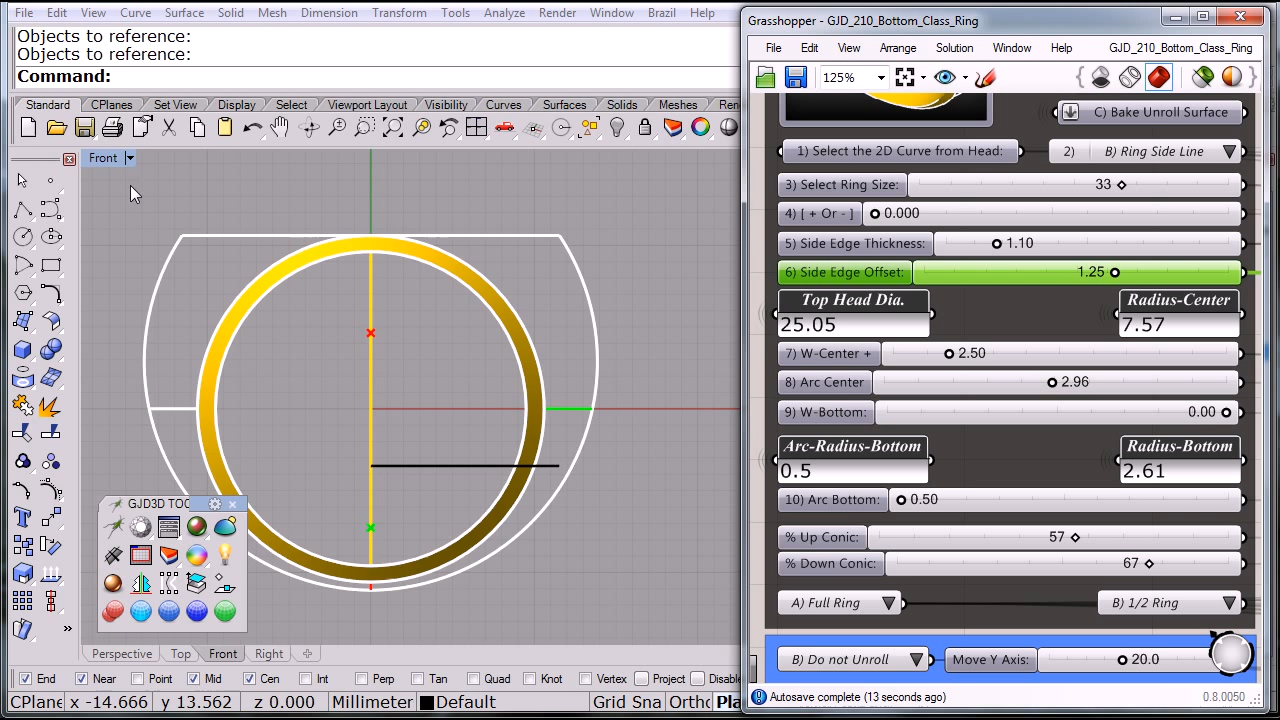 File Edit View Curve Surface Solid Mesh Dimension Transform Tools Analyze Render Window Brazil Help
Objects to reference:
Objects to reference:
Command:
Standard CPlanes Set View Display Select Viewport Layout Visibility Curves Surfaces Solids Meshes
Front
GJD3D TOO
Perspective Top Front Right
End Near Point Mid Cen Int Perp Tan Quad Knot Vertex Project Disable
CPlane x -14.666 y 13.562 z 0.000 Millimeter Default Grid Sna Ortho Pla
Grasshopper - GJD_210_Bottom_Class_Ring
File Edit View Arrange Solution Window Help GJD_210_Bottom_Class_Ring
125%
C) Bake Unroll Surface
1) Select the 2D Curve from Head: 2) B) Ring Side Line
3) Select Ring Size: 33
4) [ + Or - ] 0.000
5) Side Edge Thickness: 1.10
6) Side Edge Offset: 1.25
Top Head Dia. Radius-Center
25.05 7.57
7) W-Center + 2.50
8) Arc Center 2.96
9) W-Bottom: 0.00
Arc-Radius-Bottom Radius-Bottom
0.5 2.61
10) Arc Bottom: 0.50
% Up Conic: 57
% Down Conic: 67
A) Full Ring B) 1/2 Ring
B) Do not Unroll Move Y Axis: 20.0
Autosave complete (13 seconds ago) 0.8.0050